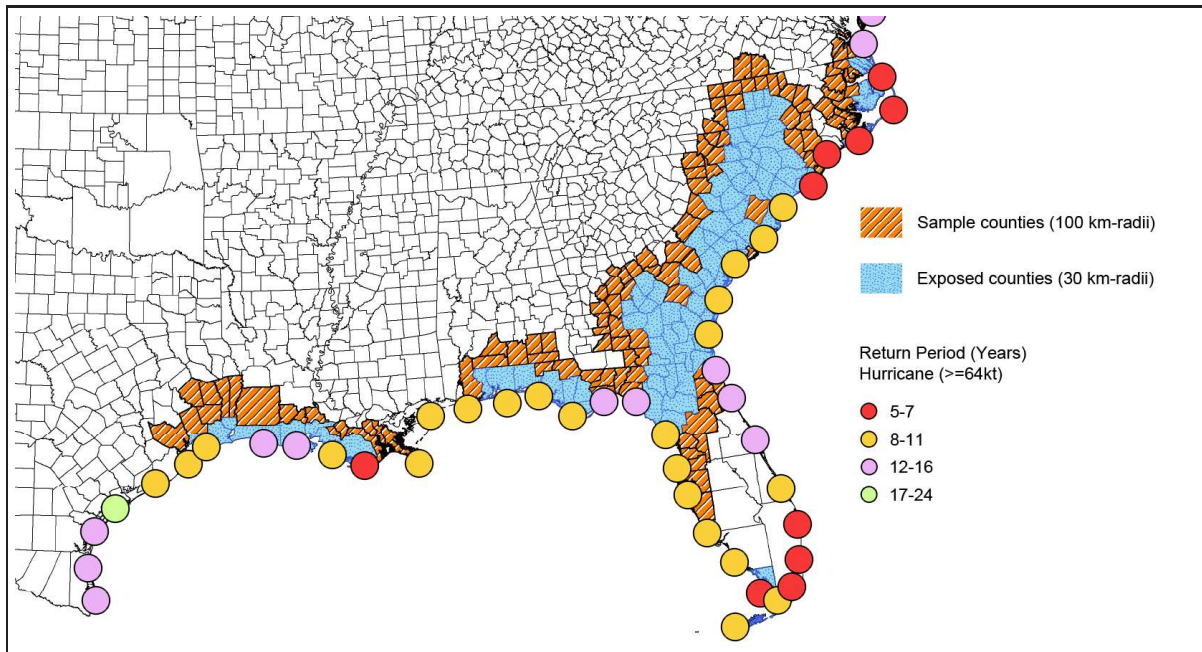 Sample counties (100 km-radii)
Exposed counties (30 km-radii)
Return Period (Years)
Hurricane (>=64kt)
5-7
8-11
12-16
17-24